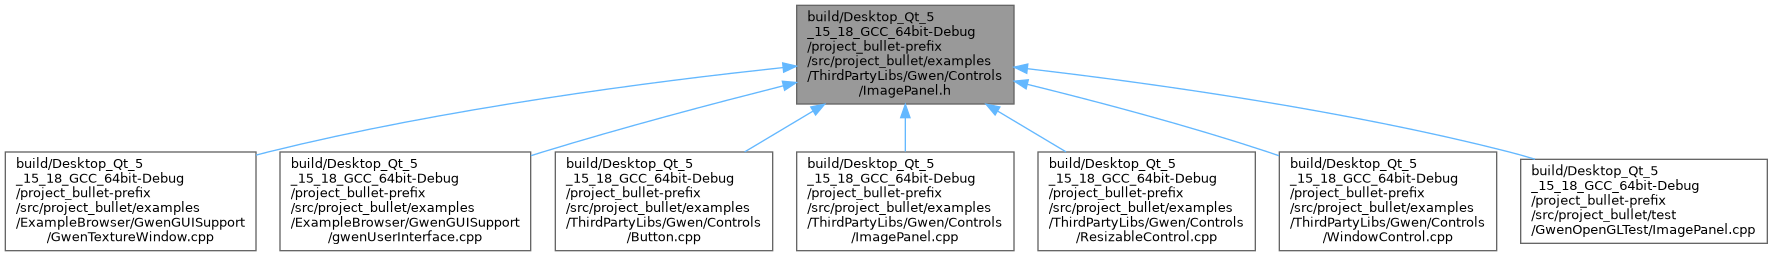 build/Desktop_Qt_5
_15_18_GCC_64bit-Debug
/project_bullet-prefix
/src/project_bullet/examples
/ThirdPartyLibs/Gwen/Controls
/ImagePanel.h
build/Desktop_Qt_5
_15_18_GCC_64bit-Debug
/project_bullet-prefix
/src/project_bullet/examples
/ExampleBrowser/GwenGUISupport
/GwenTextureWindow.cpp
build/Desktop_Qt_5
_15_18_GCC_64bit-Debug
/project_bullet-prefix
/src/project_bullet/examples
/ExampleBrowser/GwenGUISupport
/gwenUserInterface.cpp
build/Desktop_Qt_5
_15_18_GCC_64bit-Debug
/project_bullet-prefix
/src/project_bullet/examples
/ThirdPartyLibs/Gwen/Controls
/Button.cpp
build/Desktop_Qt_5
_15_18_GCC_64bit-Debug
/project_bullet-prefix
/src/project_bullet/examples
/ThirdPartyLibs/Gwen/Controls
/ImagePanel.cpp
build/Desktop_Qt_5
_15_18_GCC_64bit-Debug
/project_bullet-prefix
/src/project_bullet/examples
/ThirdPartyLibs/Gwen/Controls
/ResizableControl.cpp
build/Desktop_Qt_5
_15_18_GCC_64bit-Debug
/project_bullet-prefix
/src/project_bullet/examples
/ThirdPartyLibs/Gwen/Controls
/WindowControl.cpp
build/Desktop_Qt_5
_15_18_GCC_64bit-Debug
/project_bullet-prefix
/src/project_bullet/test
/GwenOpenGLTest/ImagePanel.cpp